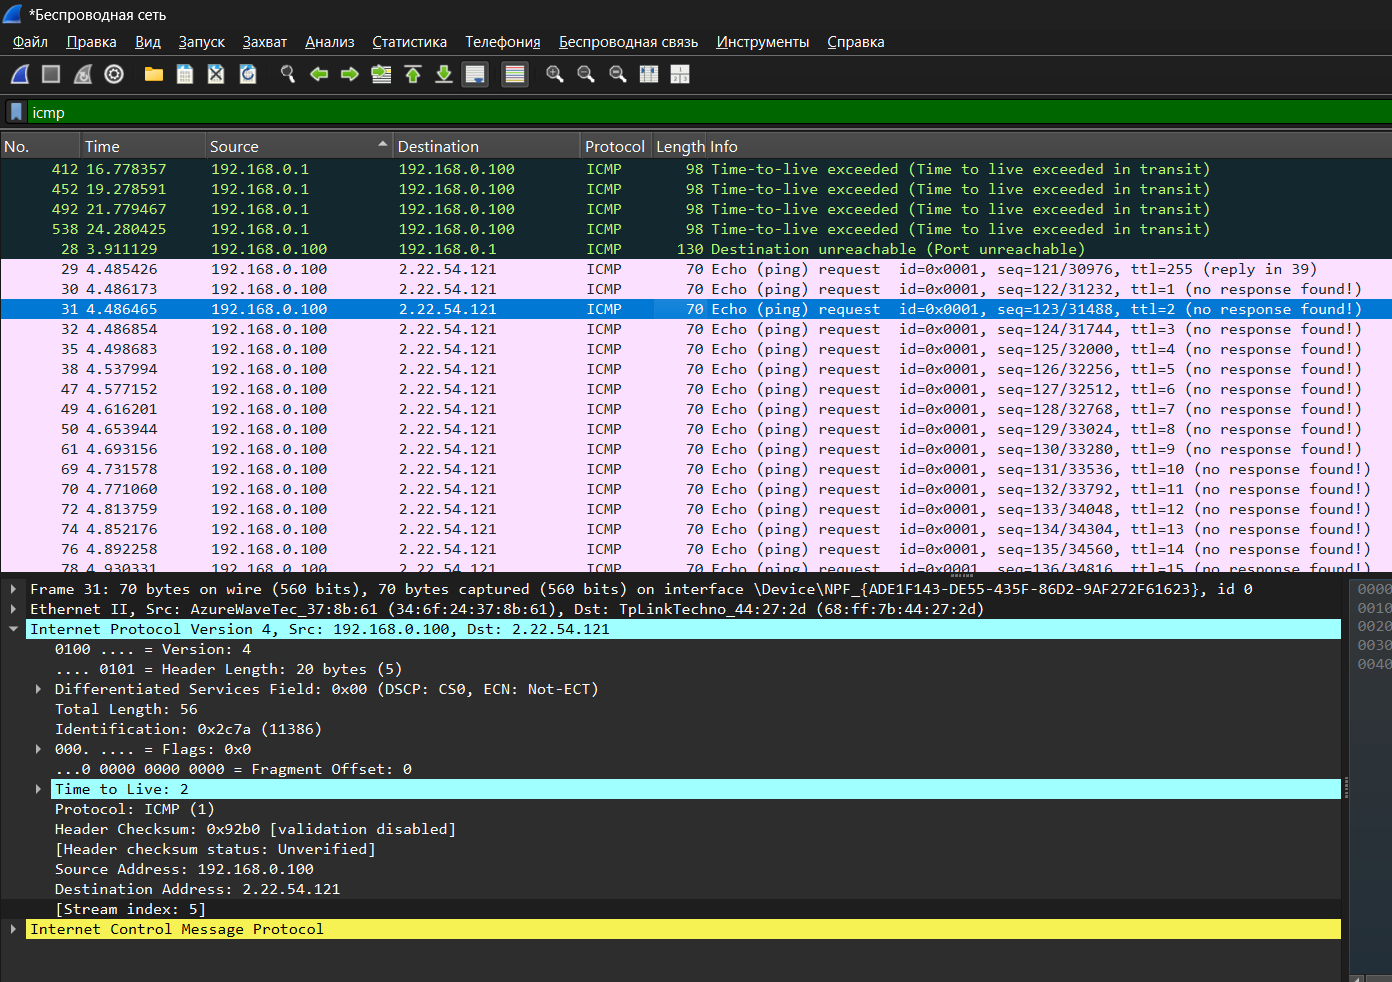 *Беспроводная сеть
Файл Правка Вид Запуск Захват Анализ Статистика Телефония Беспроводная связь Инструменты Справка
icmp
No. Time Source Destination Protocol Length Info
412 16.778357 192.168.0.1 192.168.0.100 ICMP 98 Time-to-live exceeded (Time to live exceeded in transit)
452 19.278591 192.168.0.1 192.168.0.100 ICMP 98 Time-to-live exceeded (Time to live exceeded in transit)
492 21.779467 192.168.0.1 192.168.0.100 ICMP 98 Time-to-live exceeded (Time to live exceeded in transit)
538 24.280425 192.168.0.1 192.168.0.100 ICMP 98 Time-to-live exceeded (Time to live exceeded in transit)
28 3.911129 192.168.0.100 192.168.0.1 ICMP 130 Destination unreachable (Port unreachable)
29 4.485426 192.168.0.100 2.22.54.121 ICMP 70 Echo (ping) request id=0x0001, seq=121/30976, ttl=255 (reply in 39)
30 4.486173 192.168.0.100 2.22.54.121 ICMP 70 Echo (ping) request id=0x0001, seq=122/31232, ttl=1 (no response found!)
31 4.486465 192.168.0.100 2.22.54.121 ICMP 70 Echo (ping) request id=0x0001, seq=123/31488, ttl=2 (no response found!)
32 4.486854 192.168.0.100 2.22.54.121 ICMP 70 Echo (ping) request id=0x0001, seq=124/31744, ttl=3 (no response found!)
35 4.498683 192.168.0.100 2.22.54.121 ICMP 70 Echo (ping) request id=0x0001, seq=125/32000, ttl=4 (no response found!)
38 4.537994 192.168.0.100 2.22.54.121 ICMP 70 Echo (ping) request id=0x0001, seq=126/32256, ttl=5 (no response found!)
47 4.577152 192.168.0.100 2.22.54.121 ICMP 70 Echo (ping) request id=0x0001, seq=127/32512, ttl=6 (no response found!)
49 4.616201 192.168.0.100 2.22.54.121 ICMP 70 Echo (ping) request id=0x0001, seq=128/32768, ttl=7 (no response found!)
50 4.653944 192.168.0.100 2.22.54.121 ICMP 70 Echo (ping) request id=0x0001, seq=129/33024, ttl=8 (no response found!)
61 4.693156 192.168.0.100 2.22.54.121 ICMP 70 Echo (ping) request id=0x0001, seq=130/33280, ttl=9 (no response found!)
69 4.731578 192.168.0.100 2.22.54.121 ICMP 70 Echo (ping) request id=0x0001, seq=131/33536, ttl=10 (no response found!)
70 4.771060 192.168.0.100 2.22.54.121 ICMP 70 Echo (ping) request id=0x0001, seq=132/33792, ttl=11 (no response found!)
72 4.813759 192.168.0.100 2.22.54.121 ICMP 70 Echo (ping) request id=0x0001, seq=133/34048, ttl=12 (no response found!)
74 4.852176 192.168.0.100 2.22.54.121 ICMP 70 Echo (ping) request id=0x0001, seq=134/34304, ttl=13 (no response found!)
76 4.892258 192.168.0.100 2.22.54.121 ICMP 70 Echo (ping) request id=0x0001, seq=135/34560, ttl=14 (no response found!)
78 4.930331 192.168.0.100 2.22.54.121 ICMP 70 Echo (ping) request id=0x0001, seq=136/34816, ttl=15 (no response found!)
Frame 31: 70 bytes on wire (560 bits), 70 bytes captured (560 bits) on interface \Device\NPF_{ADE1F143-DE55-435F-86D2-9AF272F61623}, id 0
Ethernet II, Src: AzureWaveTec_37:8b:61 (34:6f:24:37:8b:61), Dst: TpLinkTechno_44:27:2d (68:ff:7b:44:27:2d)
Internet Protocol Version 4, Src: 192.168.0.100, Dst: 2.22.54.121
0100 .... = Version: 4
.... 0101 = Header Length: 20 bytes (5)
Differentiated Services Field: 0x00 (DSCP: CS0, ECN: Not-ECT)
Total Length: 56
Identification: 0x2c7a (11386)
000. .... = Flags: 0x0
...0 0000 0000 0000 = Fragment Offset: 0
Time to Live: 2
Protocol: ICMP (1)
Header Checksum: 0x92b0 [validation disabled]
[Header checksum status: Unverified]
Source Address: 192.168.0.100
Destination Address: 2.22.54.121
[Stream index: 5]
Internet Control Message Protocol
0000
0010
0020
0030
0040